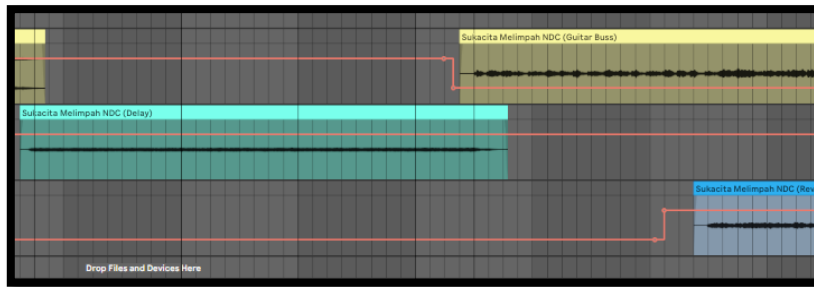 Sukacita Melimpah NDC (Guitar Buss)
Sukacita Melimpah NDC (Delay)
Sukacita Melimpah NDC (Rev
Drop Files and Devices Here